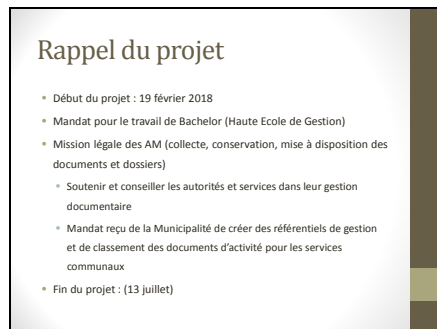 Rappel du projet
• Début du projet : 19 février 2018
• Mandat pour le travail de Bachelor (Haute Ecole de Gestion)
• Mission légale des AM (collecte, conservation, mise à disposition des
documents et dossiers)
• Soutenir et conseiller les autorités et services dans leur gestion
documentaire
• Mandat reçu de la Municipalité de créer des référentiels de gestion
et de classement des documents d'activité pour les services
communaux
• Fin du projet : (13 juillet)